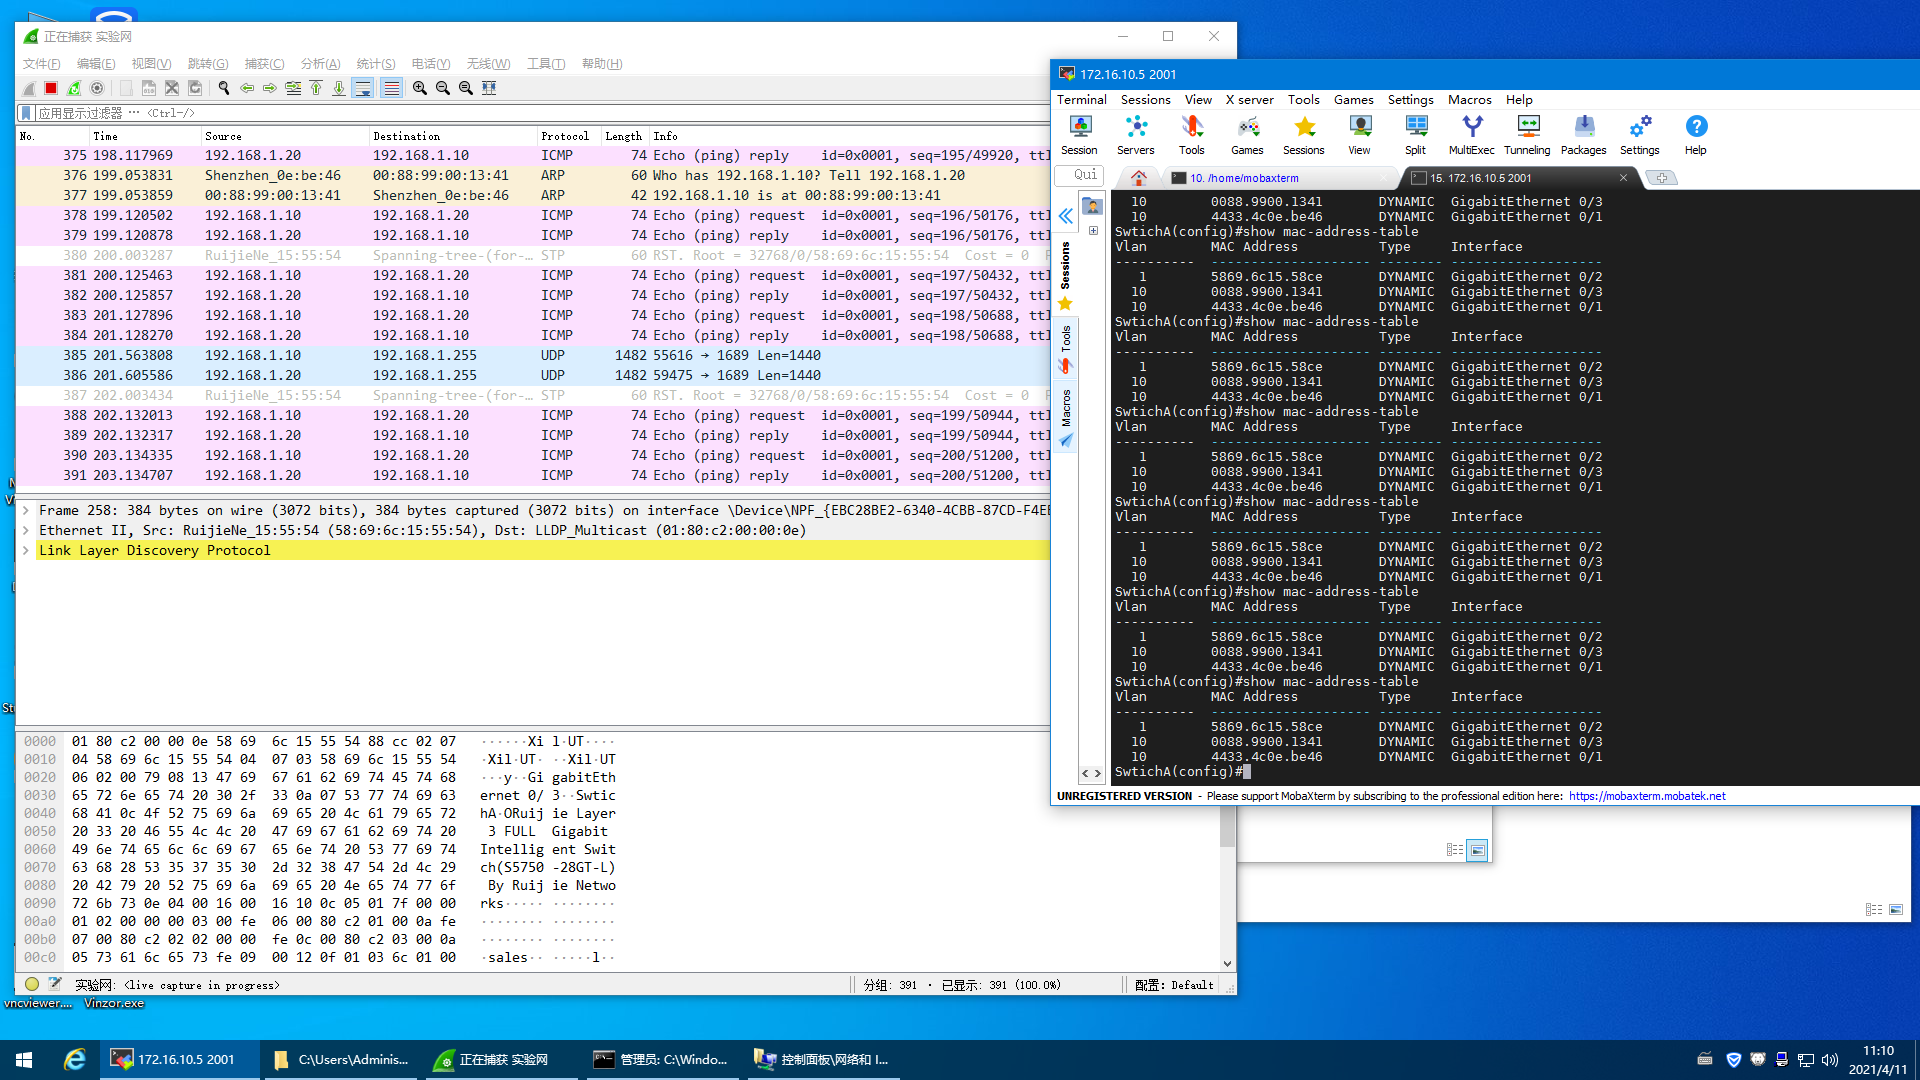 正在捕获 实验网
文件(F) 编辑(E) 视图(V) 跳转(G) 捕获(C) 分析(A) 统计(S) 电话(Y) 无线(W) 工具(T) 帮助(H)
应用显示过滤器 ⋯ <Ctrl-/>
No. Time Source Destination Protocol Length Info
375 198.117969 192.168.1.20 192.168.1.10 ICMP 74 Echo (ping) reply id=0x0001, seq=195/49920, ttl
376 199.053831 Shenzhen_0e:be:46 00:88:99:00:13:41 ARP 60 Who has 192.168.1.10? Tell 192.168.1.20
377 199.053859 00:88:99:00:13:41 Shenzhen_0e:be:46 ARP 42 192.168.1.10 is at 00:88:99:00:13:41
378 199.120502 192.168.1.10 192.168.1.20 ICMP 74 Echo (ping) request id=0x0001, seq=196/50176, ttl
379 199.120878 192.168.1.20 192.168.1.10 ICMP 74 Echo (ping) reply id=0x0001, seq=196/50176, ttl
380 200.003287 RuijieNe_15:55:54 Spanning-tree-(for-… STP 60 RST. Root = 32768/0/58:69:6c:15:55:54 Cost = 0
381 200.125463 192.168.1.10 192.168.1.20 ICMP 74 Echo (ping) request id=0x0001, seq=197/50432, ttl
382 200.125857 192.168.1.20 192.168.1.10 ICMP 74 Echo (ping) reply id=0x0001, seq=197/50432, ttl
383 201.127896 192.168.1.10 192.168.1.20 ICMP 74 Echo (ping) request id=0x0001, seq=198/50688, ttl
384 201.128270 192.168.1.20 192.168.1.10 ICMP 74 Echo (ping) reply id=0x0001, seq=198/50688, ttl
385 201.563808 192.168.1.10 192.168.1.255 UDP 1482 55616 → 1689 Len=1440
386 201.605586 192.168.1.20 192.168.1.255 UDP 1482 59475 → 1689 Len=1440
387 202.003434 RuijieNe_15:55:54 Spanning-tree-(for-… STP 60 RST. Root = 32768/0/58:69:6c:15:55:54 Cost = 0
388 202.132013 192.168.1.10 192.168.1.20 ICMP 74 Echo (ping) request id=0x0001, seq=199/50944, ttl
389 202.132317 192.168.1.20 192.168.1.10 ICMP 74 Echo (ping) reply id=0x0001, seq=199/50944, ttl
390 203.134335 192.168.1.10 192.168.1.20 ICMP 74 Echo (ping) request id=0x0001, seq=200/51200, ttl
391 203.134707 192.168.1.20 192.168.1.10 ICMP 74 Echo (ping) reply id=0x0001, seq=200/51200, ttl
Frame 258: 384 bytes on wire (3072 bits), 384 bytes captured (3072 bits) on interface \Device\NPF_{EBC28BE2-6340-4CBB-87CD-F4EE
Ethernet II, Src: RuijieNe_15:55:54 (58:69:6c:15:55:54), Dst: LLDP_Multicast (01:80:c2:00:00:0e)
Link Layer Discovery Protocol
0000 01 80 c2 00 00 0e 58 69 6c 15 55 54 88 cc 02 07 ······Xi l·UT····
0010 04 58 69 6c 15 55 54 04 07 03 58 69 6c 15 55 54 ·Xil·UT· ··Xil·UT
0020 06 02 00 79 08 13 47 69 67 61 62 69 74 45 74 68 ···y··Gi gabitEth
0030 65 72 6e 65 74 20 30 2f 33 0a 07 53 77 74 69 63 ernet 0/ 3··Swtic
0040 68 41 0c 4f 52 75 69 6a 69 65 20 4c 61 79 65 72 hA·ORuij ie Layer
0050 20 33 20 46 55 4c 4c 20 47 69 67 61 62 69 74 20 3 FULL Gigabit
0060 49 6e 74 65 6c 6c 69 67 65 6e 74 20 53 77 69 74 Intellig ent Swit
0070 63 68 28 53 35 37 35 30 2d 32 38 47 54 2d 4c 29 ch(S5750 -28GT-L)
0080 20 42 79 20 52 75 69 6a 69 65 20 4e 65 74 77 6f By Ruij ie Netwo
0090 72 6b 73 0e 04 00 16 00 16 10 0c 05 01 7f 00 00 rks····· ········
00a0 01 02 00 00 00 03 00 fe 06 00 80 c2 01 00 0a fe ········ ········
00b0 07 00 80 c2 02 02 00 00 fe 0c 00 80 c2 03 00 0a ········ ········
00c0 05 73 61 6c 65 73 fe 09 00 12 0f 01 03 6c 01 00 ·sales·· ·····l··
实验网: <live capture in progress> 分组: 391 · 已显示: 391 (100.0%) 配置: Default
172.16.10.5 2001
Terminal Sessions View X server Tools Games Settings Macros Help
Session Servers Tools Games Sessions View Split MultiExec Tunneling Packages Settings Help
Qui
10. /home/mobaxterm 15. 172.16.10.5 2001
Sessions
Tools
Macros
10 0088.9900.1341 DYNAMIC GigabitEthernet 0/3
10 4433.4c0e.be46 DYNAMIC GigabitEthernet 0/1
SwtichA(config)#show mac-address-table
Vlan MAC Address Type Interface
---------- -------------------- -------- -------------------
1 5869.6c15.58ce DYNAMIC GigabitEthernet 0/2
10 0088.9900.1341 DYNAMIC GigabitEthernet 0/3
10 4433.4c0e.be46 DYNAMIC GigabitEthernet 0/1
SwtichA(config)#show mac-address-table
Vlan MAC Address Type Interface
---------- -------------------- -------- -------------------
1 5869.6c15.58ce DYNAMIC GigabitEthernet 0/2
10 0088.9900.1341 DYNAMIC GigabitEthernet 0/3
10 4433.4c0e.be46 DYNAMIC GigabitEthernet 0/1
SwtichA(config)#show mac-address-table
Vlan MAC Address Type Interface
---------- -------------------- -------- -------------------
1 5869.6c15.58ce DYNAMIC GigabitEthernet 0/2
10 0088.9900.1341 DYNAMIC GigabitEthernet 0/3
10 4433.4c0e.be46 DYNAMIC GigabitEthernet 0/1
SwtichA(config)#show mac-address-table
Vlan MAC Address Type Interface
---------- -------------------- -------- -------------------
1 5869.6c15.58ce DYNAMIC GigabitEthernet 0/2
10 0088.9900.1341 DYNAMIC GigabitEthernet 0/3
10 4433.4c0e.be46 DYNAMIC GigabitEthernet 0/1
SwtichA(config)#show mac-address-table
Vlan MAC Address Type Interface
---------- -------------------- -------- -------------------
1 5869.6c15.58ce DYNAMIC GigabitEthernet 0/2
10 0088.9900.1341 DYNAMIC GigabitEthernet 0/3
10 4433.4c0e.be46 DYNAMIC GigabitEthernet 0/1
SwtichA(config)#show mac-address-table
Vlan MAC Address Type Interface
---------- -------------------- -------- -------------------
1 5869.6c15.58ce DYNAMIC GigabitEthernet 0/2
10 0088.9900.1341 DYNAMIC GigabitEthernet 0/3
10 4433.4c0e.be46 DYNAMIC GigabitEthernet 0/1
SwtichA(config)#
UNREGISTERED VERSION - Please support MobaXterm by subscribing to the professional edition here: https://mobaxterm.mobatek.net
vncviewer.... Vinzor.exe
172.16.10.5 2001 C:\Users\Adminis... 正在捕获 实验网 管理员: C:\Windo... 控制面板\网络和 I...
11:10
2021/4/11